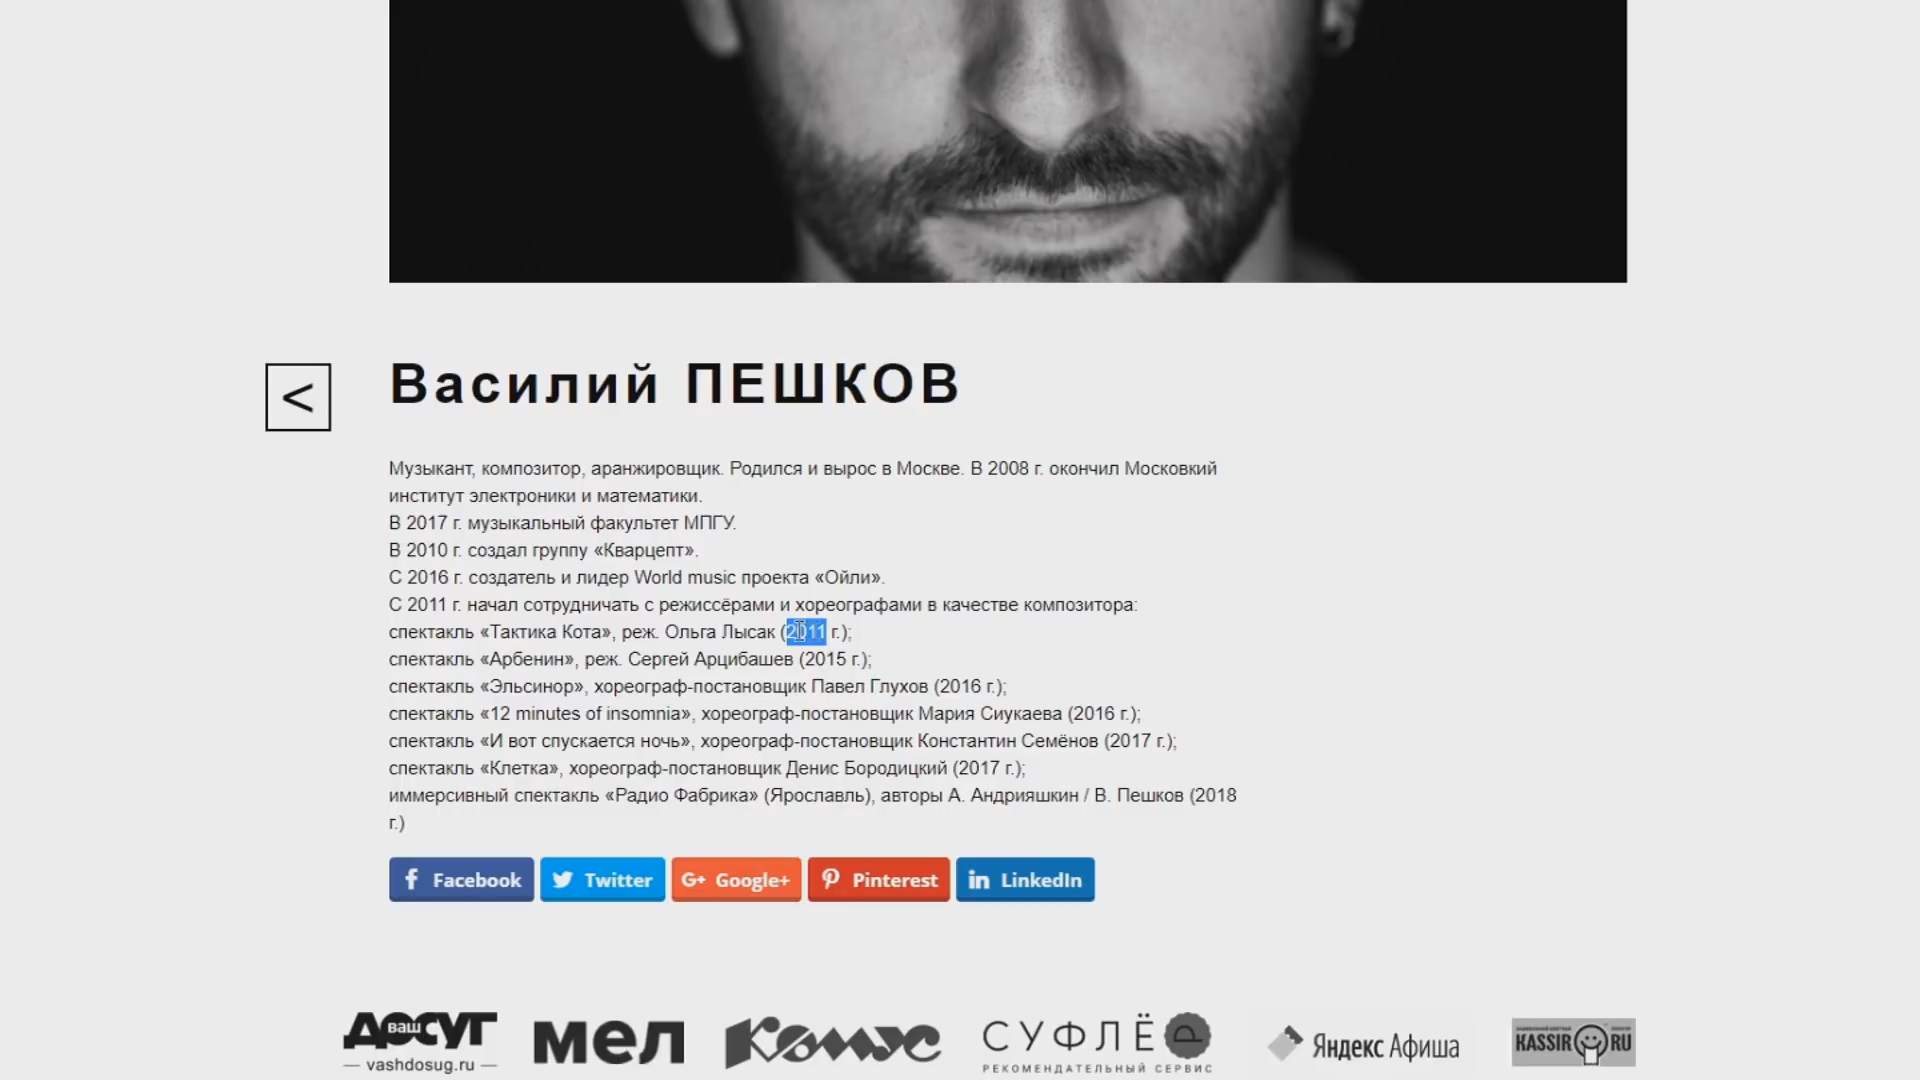 <
Василий ПЕШКОВ
Музыкант, композитор, аранжировщик. Родился и вырос в Москве. В 2008 г. окончил Московкий
институт электроники и математики.
В 2017 г. музыкальный факультет МПГУ.
В 2010 г. создал группу «Кварцепт».
С 2016 г. создатель и лидер World music проекта «Ойли».
С 2011 г. начал сотрудничать с режиссёрами и хореографами в качестве композитора:
спектакль «Тактика Кота», реж. Ольга Лысак (2011 г.);
спектакль «Арбенин», реж. Сергей Арцибашев (2015 г.);
спектакль «Эльсинор», хореограф-постановщик Павел Глухов (2016 г.);
спектакль «12 minutes of insomnia», хореограф-постановщик Мария Сиукаева (2016 г.);
спектакль «И вот спускается ночь», хореограф-постановщик Константин Семёнов (2017 г.);
спектакль «Клетка», хореограф-постановщик Денис Бородицкий (2017 г.);
иммерсивный спектакль «Радио Фабрика» (Ярославль), авторы А. Андрияшкин / В. Пешков (2018
г.)
Facebook Twitter G+ Google+ Pinterest in LinkedIn
ваш ДОСУГ мел Комус СУФЛЁР Яндекс Афиша KASSIR RU
vashdosug.ru РЕКОМЕНДАТЕЛЬНЫЙ СЕРВИС